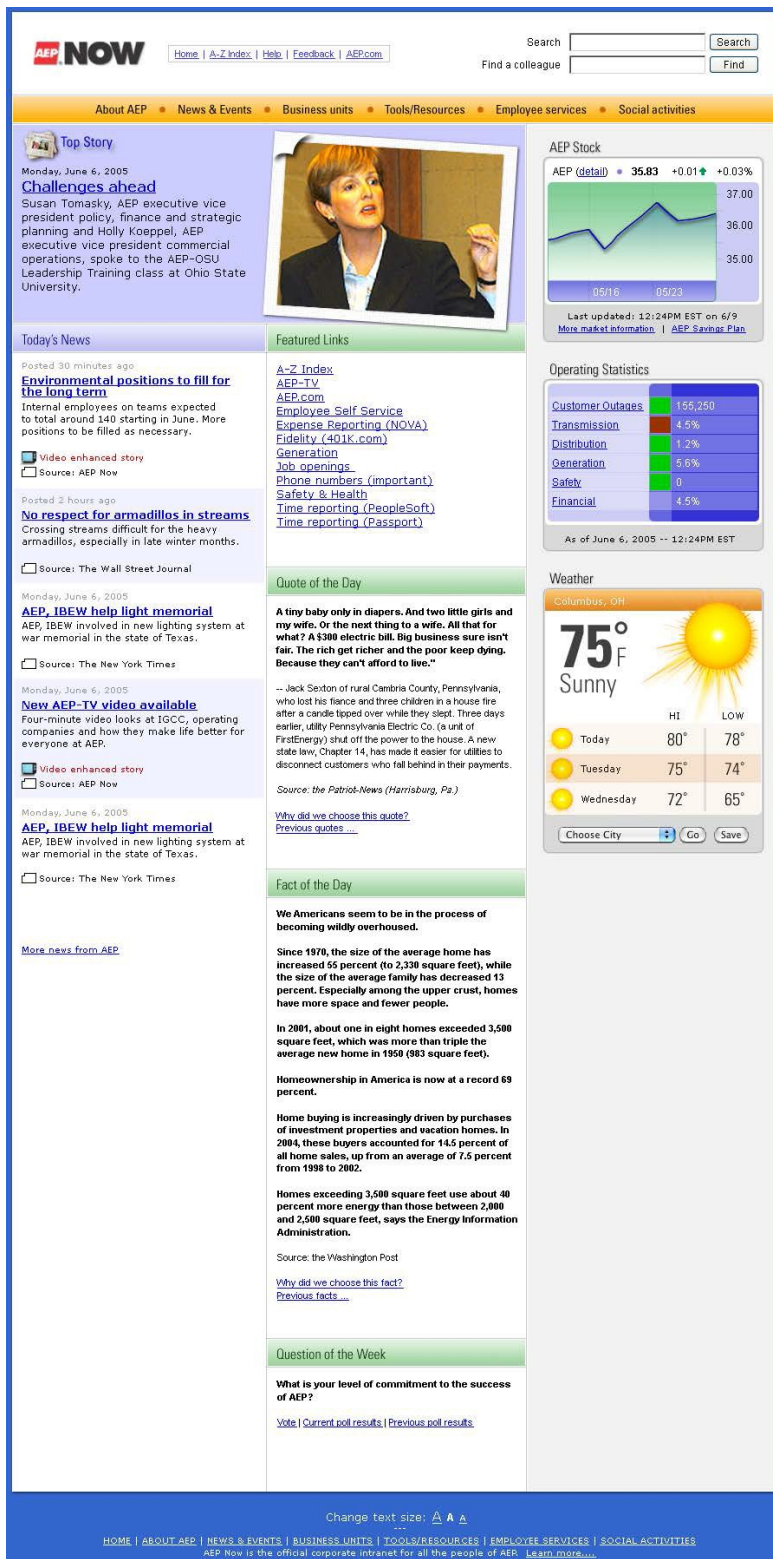 AEP NOW
Home | A-Z Index | Help | Feedback | AEP.com
Search
Search
Find a colleague
Find
About AEP • News & Events • Business units • Tools/Resources • Employee services • Social activities
Top Story
Monday, June 6, 2005
Challenges ahead
Susan Tomasky, AEP executive vice
president policy, finance and strategic
planning and Holly Koeppel, AEP
executive vice president commercial
operations, spoke to the AEP-OSU
Leadership Training class at Ohio State
University.
Today's News
Posted 30 minutes ago
Environmental positions to fill for
the long term
Internal employees on teams expected
to total around 140 starting in June. More
positions to be filled as necessary.
Video enhanced story
Source: AEP Now
Posted 2 hours ago
No respect for armadillos in streams
Crossing streams difficult for the heavy
armadillos, especially in late winter months.
Source: The Wall Street Journal
Monday, June 6, 2005
AEP, IBEW help light memorial
AEP, IBEW involved in new lighting system at
war memorial in the state of Texas.
Source: The New York Times
Monday, June 6, 2005
New AEP-TV video available
Four-minute video looks at IGCC, operating
companies and how they make life better for
everyone at AEP.
Video enhanced story
Source: AEP Now
Monday, June 6, 2005
AEP, IBEW help light memorial
AEP, IBEW involved in new lighting system at
war memorial in the state of Texas.
Source: The New York Times
More news from AEP
Featured Links
A-Z Index
AEP-TV
AEP.com
Employee Self Service
Expense Reporting (NOVA)
Fidelity (401K.com)
Generation
Job openings
Phone numbers (important)
Safety & Health
Time reporting (PeopleSoft)
Time reporting (Passport)
Quote of the Day
A tiny baby only in diapers. And two little girls and
my wife. Or the next thing to a wife. All that for
what? A $300 electric bill. Big business sure isn't
fair. The rich get richer and the poor keep dying.
Because they can't afford to live."
-- Jack Sexton of rural Cambria County, Pennsylvania,
who lost his fiance and three children in a house fire
after a candle tipped over while they slept. Three days
earlier, utility Pennsylvania Electric Co. (a unit of
FirstEnergy) shut off the power to the house. A new
state law, Chapter 14, has made it easier for utilities to
disconnect customers who fall behind in their payments.
Source: the Patriot-News (Harrisburg, Pa.)
Why did we choose this quote?
Previous quotes ...
Fact of the Day
We Americans seem to be in the process of
becoming wildly overhoused.
Since 1970, the size of the average home has
increased 55 percent (to 2,330 square feet), while
the size of the average family has decreased 13
percent. Especially among the upper crust, homes
have more space and fewer people.
In 2001, about one in eight homes exceeded 3,500
square feet, which was more than triple the
average new home in 1950 (983 square feet).
Homeownership in America is now at a record 69
percent.
Home buying is increasingly driven by purchases
of investment properties and vacation homes. In
2004, these buyers accounted for 14.5 percent of
all home sales, up from an average of 7.5 percent
from 1998 to 2002.
Homes exceeding 3,500 square feet use about 40
percent more energy than those between 2,000
and 2,500 square feet, says the Energy Information
Administration.
Source: the Washington Post
Why did we choose this fact?
Previous facts ...
Question of the Week
What is your level of commitment to the success
of AEP?
Vote | Current poll results | Previous poll results
AEP Stock
AEP (detail) • 35.83 +0.01 +0.03%
37.00
36.00
35.00
05/16 05/23
Last updated: 12:24PM EST on 6/9
More market information | AEP Savings Plan
Operating Statistics
Customer Outages 155,250
Transmission 4.5%
Distribution 1.2%
Generation 5.6%
Safety 0
Financial 4.5%
As of June 6, 2005 -- 12:24PM EST
Weather
Columbus, OH
75°F
Sunny
HI LOW
Today 80° 78°
Tuesday 75° 74°
Wednesday 72° 65°
Choose City Go Save
Change text size: A A A
---
HOME | ABOUT AEP | NEWS & EVENTS | BUSINESS UNITS | TOOLS/RESOURCES | EMPLOYEE SERVICES | SOCIAL ACTIVITIES
AEP Now is the official corporate intranet for all the people of AEP. Learn more....